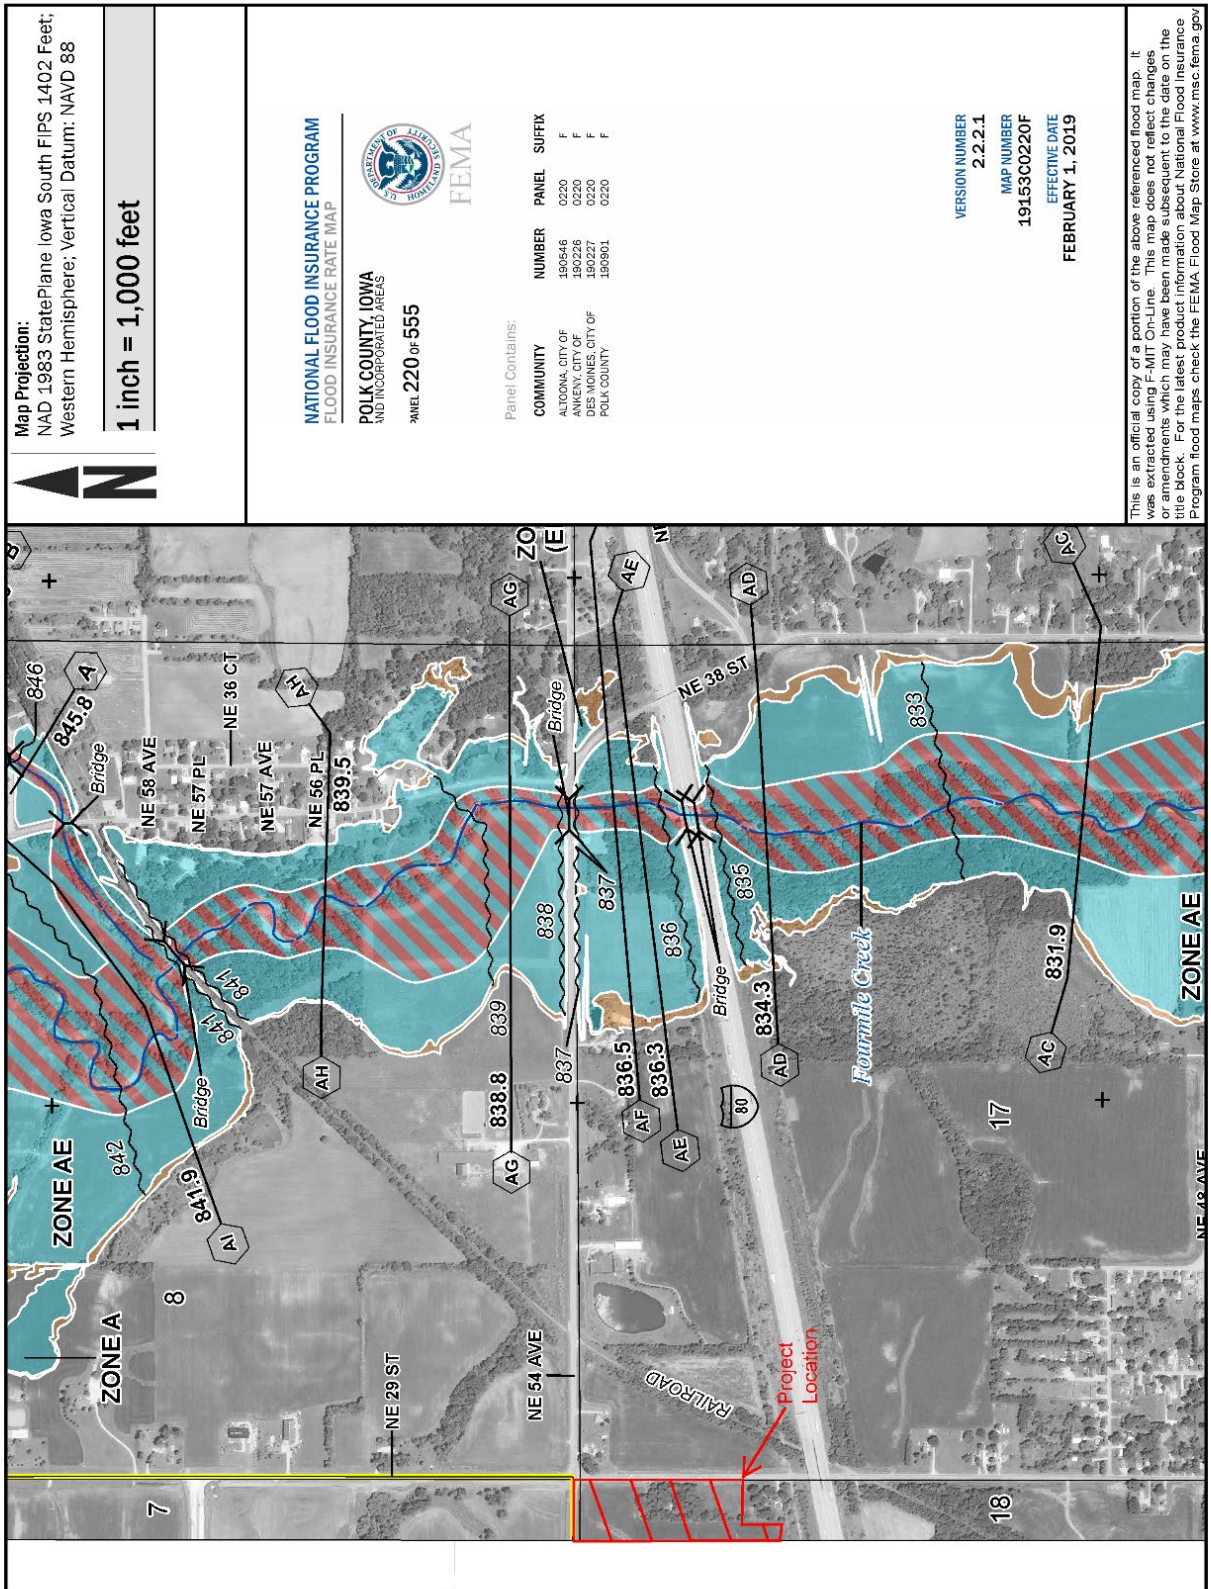 Map Projection:
NAD 1983 StatePlane Iowa South FIPS 1402 Feet;
Western Hemisphere; Vertical Datum: NAVD 88
N
1 inch = 1,000 feet
NATIONAL FLOOD INSURANCE PROGRAM
FLOOD INSURANCE RATE MAP
POLK COUNTY, IOWA
AND INCORPORATED AREAS
PANEL 220 OF 555
U.S. DEPARTMENT OF
HOMELAND SECURITY
FEMA
Panel Contains:
COMMUNITY NUMBER PANEL SUFFIX
ALTOONA, CITY OF 190546 0220 F
ANKENY, CITY OF 190226 0220 F
DES MOINES, CITY OF 190227 0220 F
POLK COUNTY 190901 0220 F
VERSION NUMBER
2.2.2.1
MAP NUMBER
19153C0220F
EFFECTIVE DATE
FEBRUARY 1, 2019
This is an official copy of a portion of the above referenced flood map. It
was extracted using F-MIT On-Line. This map does not reflect changes
or amendments which may have been made subsequent to the date on the
title block. For the latest product information about National Flood Insurance
Program flood maps check the FEMA Flood Map Store at www.msc.fema.gov
B
846
845.8
A
Bridge
NE 58 AVE
NE 57 PL
NE 36 CT
NE 57 AVE
NE 56 PL
AH
839.5
AG
ZO
(E
Bridge
AE
NE 38 ST
AD
833
AC
841
841
AH
839
838
837
837
836
835
Bridge
Bridge
842
ZONE AE
841.9
AI
838.8
AG
836.5
AF
836.3
AE
80
834.3
AD
Fourmile Creek
831.9
AC
ZONE AE
17
NE 48 AVE
8
ZONE A
NE 29 ST
NE 54 AVE
RAILROAD
Project
Location
7
18